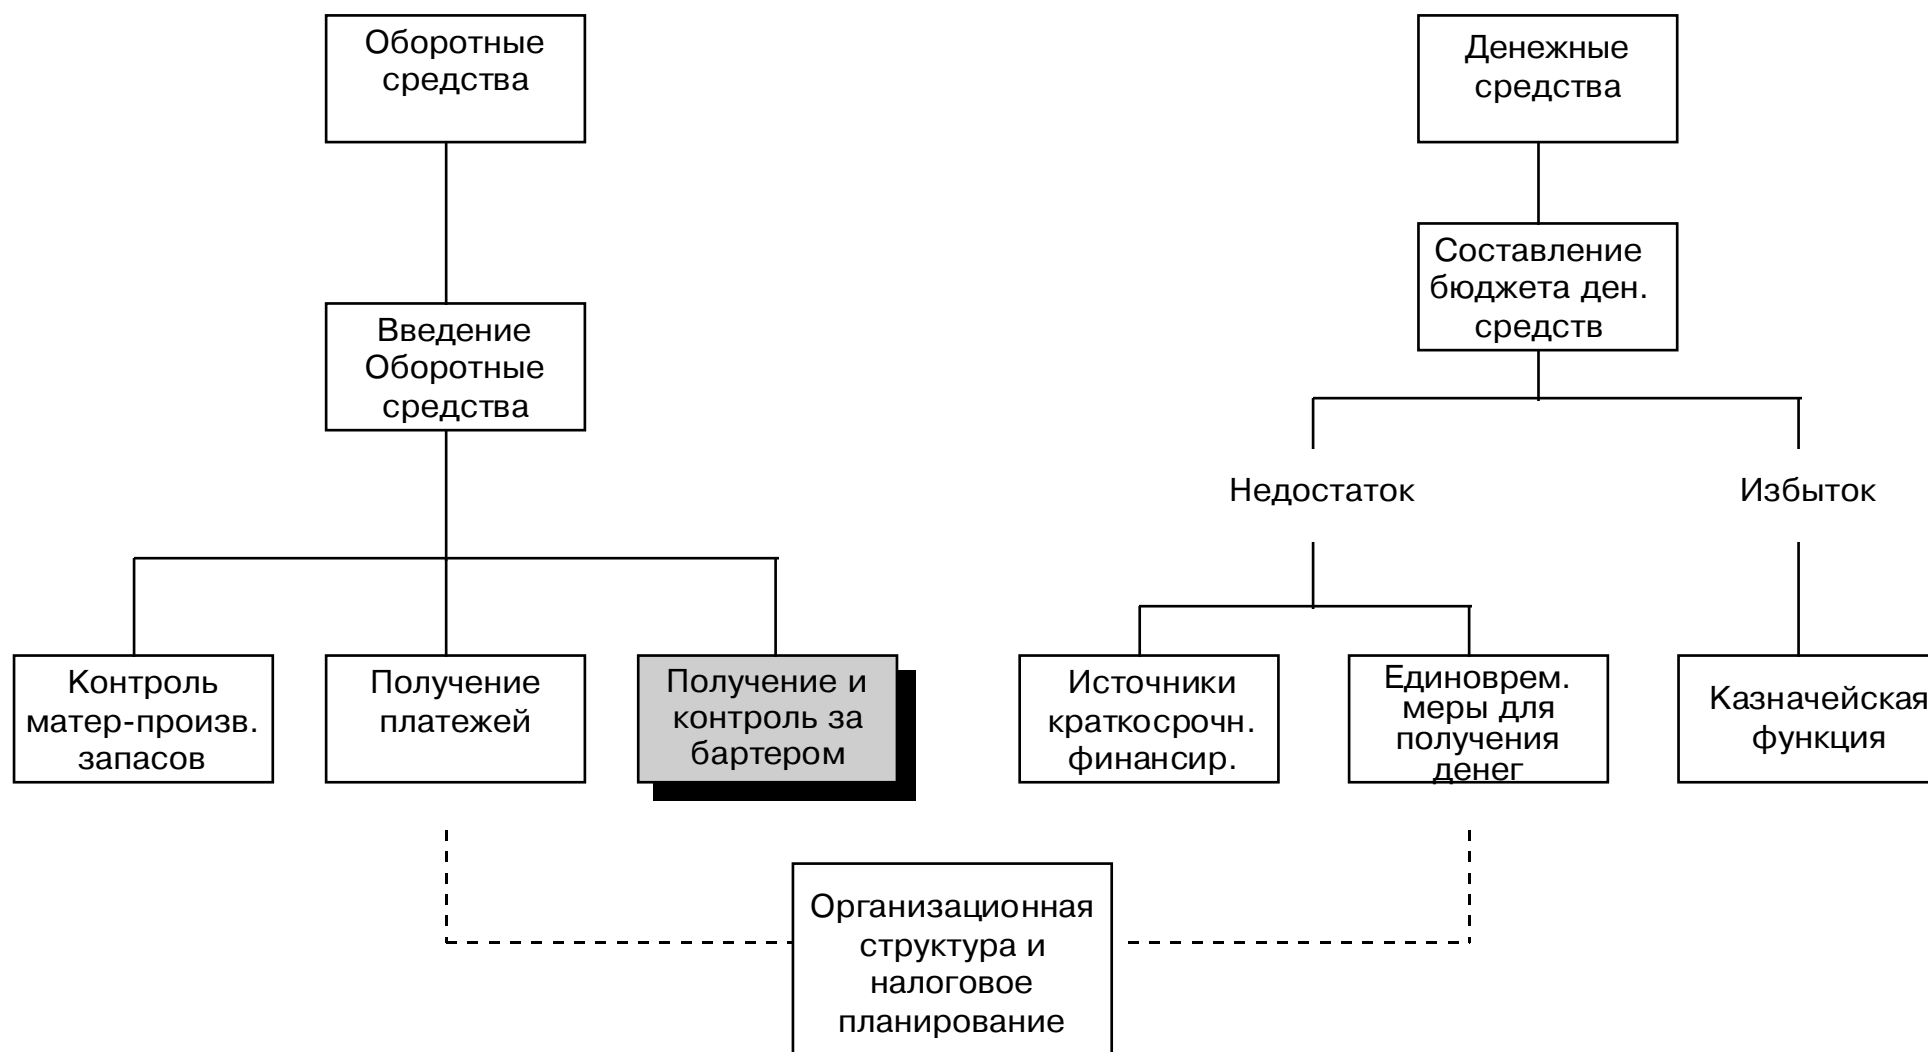 Оборотные
средства
Денежные
средства
Составление
бюджета ден.
средств
Введение
Оборотные
средства
Недостаток
Избыток
Контроль
матер-произв.
запасов
Получение
платежей
Получение и
контроль за
бартером
Источники
краткосрочн.
финансир.
Единоврем.
меры для
получения
денег
Казначейская
функция
Организационная
структура и
налоговое
планирование